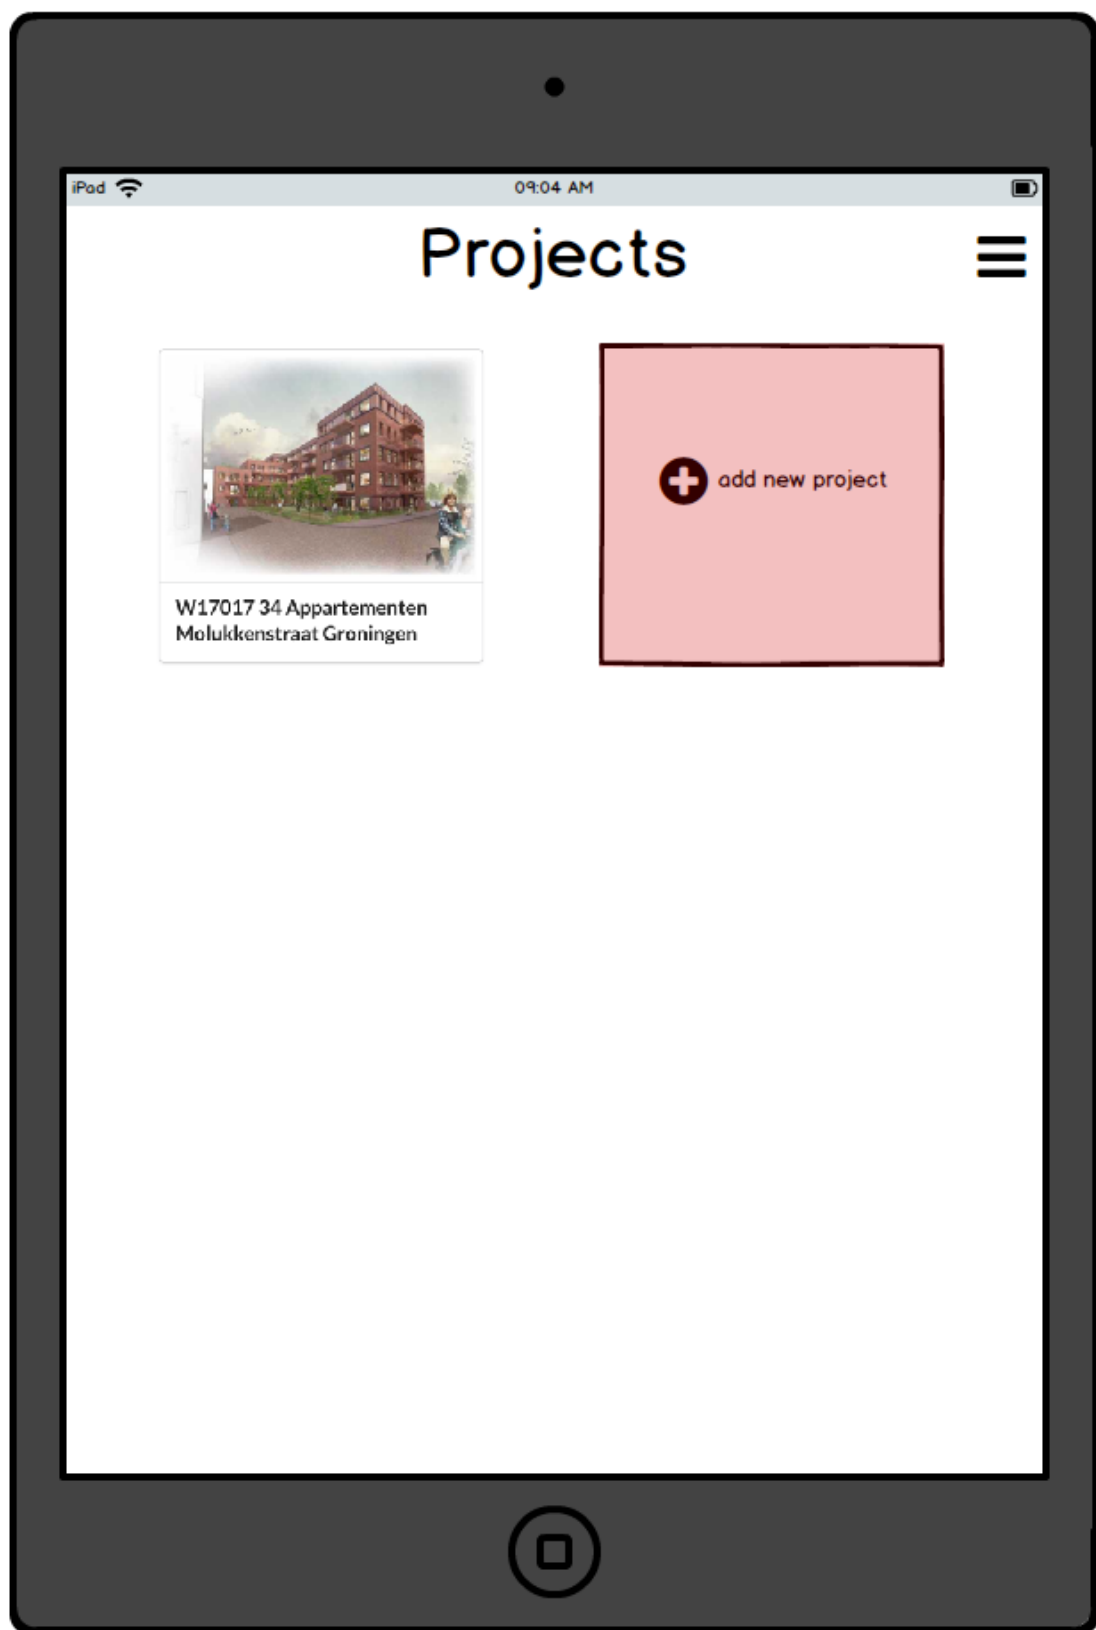 iPad
09:04 AM
Projects
add new project
W17017 34 Appartementen
Molukkenstraat Groningen